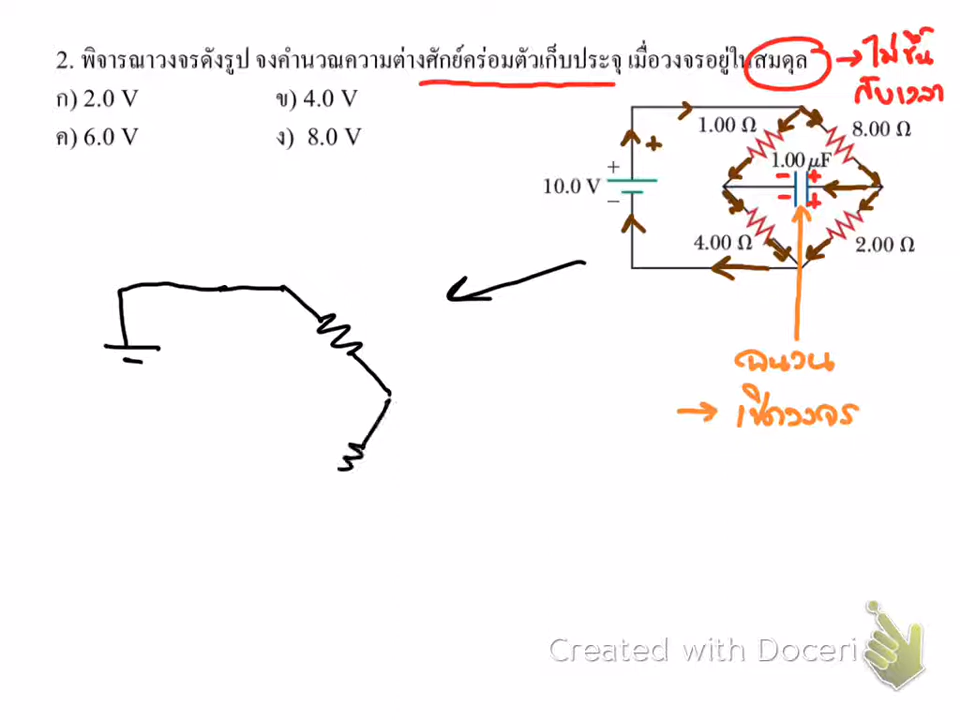 2. พิจารณาวงจรดังรูป จงคำนวณความต่างศักย์คร่อมตัวเก็บประจุ เมื่อวงจรอยู่ในสมดุล
ก) 2.0 V ข) 4.0 V
ค) 6.0 V ง) 8.0 V
→ ไม่ขึ้น
กับเวลา
1.00 Ω 8.00 Ω
1.00 μF
10.0 V
4.00 Ω 2.00 Ω
ฉนวน
→ เปิดวงจร
Created with Doceri